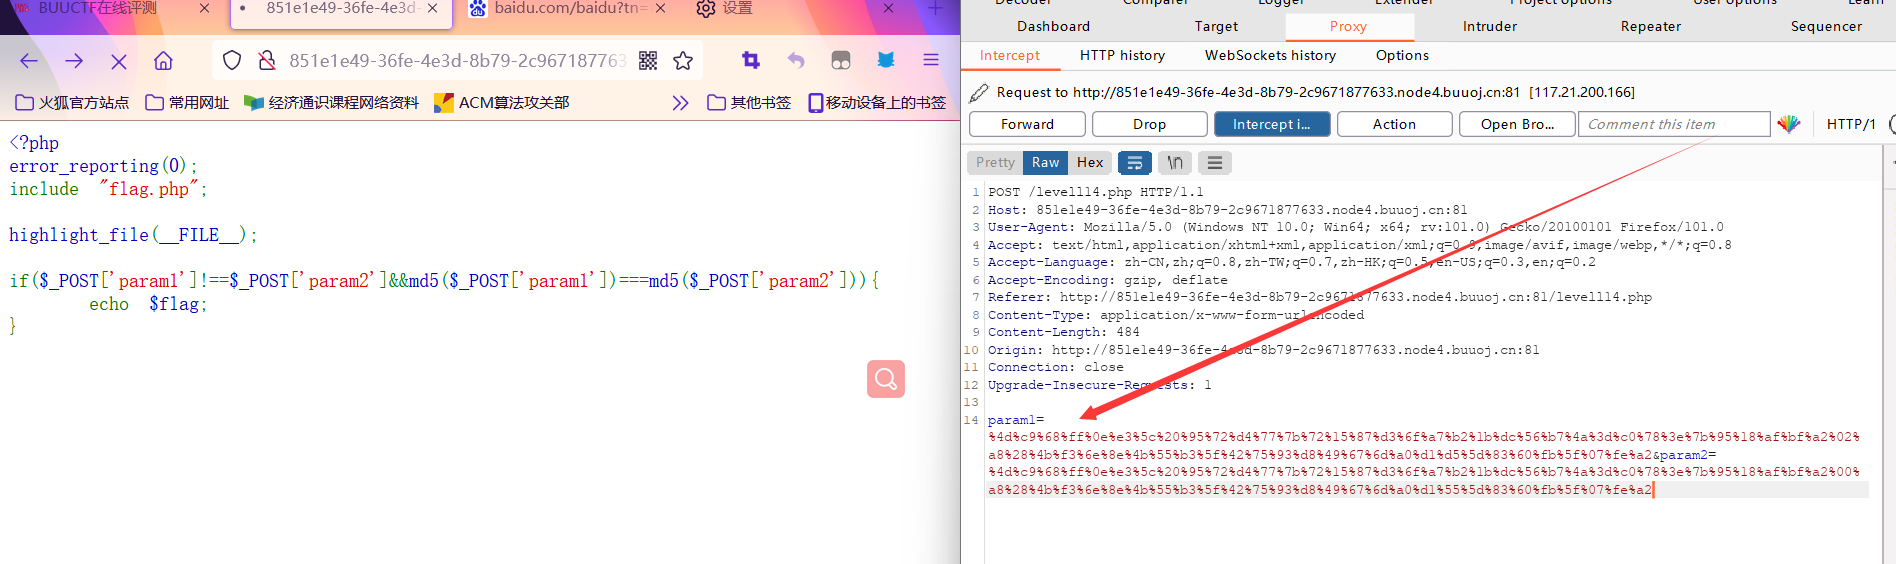 BUUCTF在线评测
851e1e49-36fe-4e3d-
baidu.com/baidu?tn=
设置
851e1e49-36fe-4e3d-8b79-2c967187763
火狐官方站点
常用网址
经济通识课程网络资料
ACM算法攻关部
其他书签
移动设备上的书签
<?php
error_reporting(0);
include "flag.php";
highlight_file(__FILE__);
if($_POST['param1']!==$_POST['param2']&&md5($_POST['param1'])===md5($_POST['param2'])){
echo $flag;
}
Decoder Comparer Logger Extender Project options User options Learn
Dashboard Target Proxy Intruder Repeater Sequencer
Intercept HTTP history WebSockets history Options
Request to http://851e1e49-36fe-4e3d-8b79-2c9671877633.node4.buuoj.cn:81 [117.21.200.166]
Forward Drop Intercept i... Action Open Bro... Comment this item HTTP/1
Pretty Raw Hex \n
1 POST /level114.php HTTP/1.1
2 Host: 851e1e49-36fe-4e3d-8b79-2c9671877633.node4.buuoj.cn:81
3 User-Agent: Mozilla/5.0 (Windows NT 10.0; Win64; x64; rv:101.0) Gecko/20100101 Firefox/101.0
4 Accept: text/html,application/xhtml+xml,application/xml;q=0.9,image/avif,image/webp,*/*;q=0.8
5 Accept-Language: zh-CN,zh;q=0.8,zh-TW;q=0.7,zh-HK;q=0.5,en-US;q=0.3,en;q=0.2
6 Accept-Encoding: gzip, deflate
7 Referer: http://851e1e49-36fe-4e3d-8b79-2c9671877633.node4.buuoj.cn:81/level114.php
8 Content-Type: application/x-www-form-urlencoded
9 Content-Length: 484
10 Origin: http://851e1e49-36fe-4e3d-8b79-2c9671877633.node4.buuoj.cn:81
11 Connection: close
12 Upgrade-Insecure-Requests: 1
13
14 param1=
%4d%c9%68%ff%0e%e3%5c%20%95%72%d4%77%7b%72%15%87%d3%6f%a7%b2%1b%dc%56%b7%4a%3d%c0%78%3e%7b%95%18%af%bf%a2%02%
a8%28%4b%f3%6e%8e%4b%55%b3%5f%42%75%93%d8%49%67%6d%a0%d1%d5%5d%83%60%fb%5f%07%fe%a2&param2=
%4d%c9%68%ff%0e%e3%5c%20%95%72%d4%77%7b%72%15%87%d3%6f%a7%b2%1b%dc%56%b7%4a%3d%c0%78%3e%7b%95%18%af%bf%a2%00%
a8%28%4b%f3%6e%8e%4b%55%b3%5f%42%75%93%d8%49%67%6d%a0%d1%55%5d%83%60%fb%5f%07%fe%a2